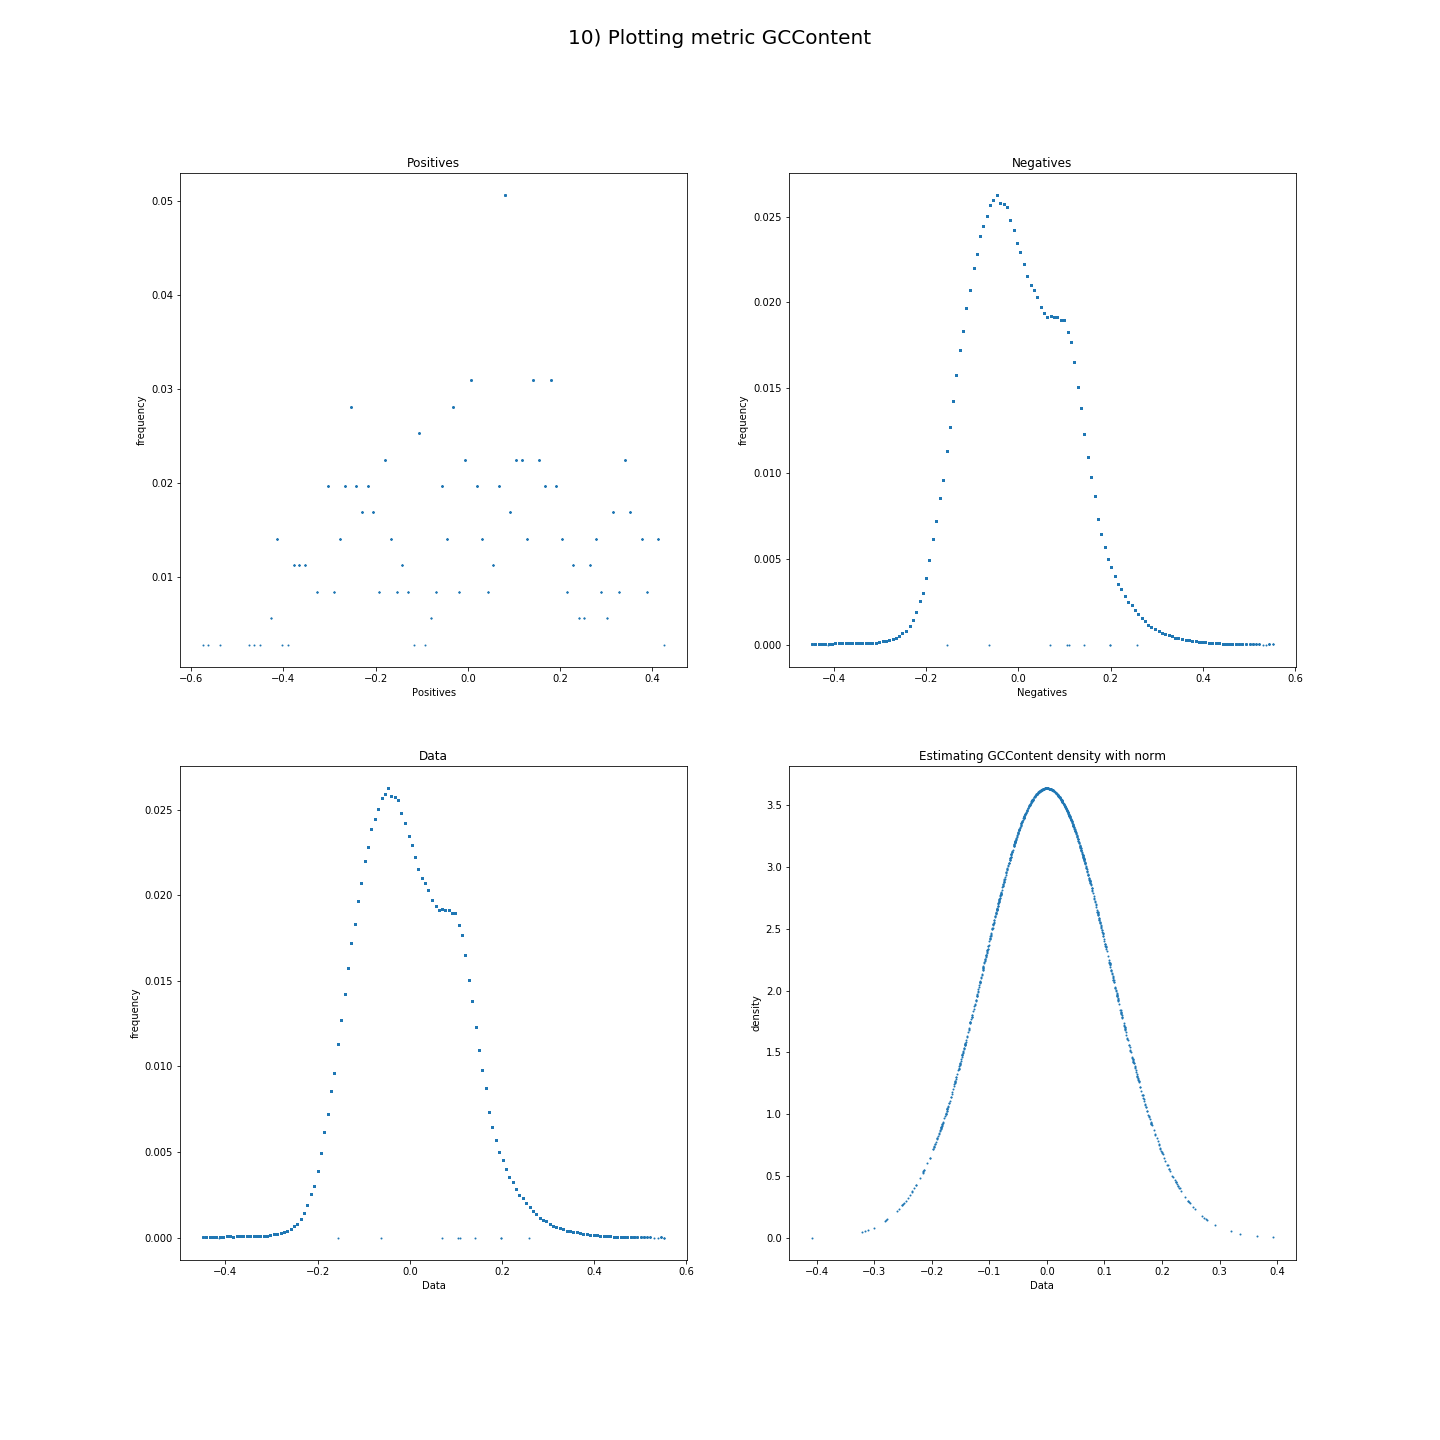 10) Plotting metric GCContent
Positives
0.05
0.04
0.03
0.02
0.01
frequency
−0.6 −0.4 −0.2 0.0 0.2 0.4
Positives
Negatives
0.025
0.020
0.015
0.010
0.005
0.000
frequency
−0.4 −0.2 0.0 0.2 0.4 0.6
Negatives
Data
0.025
0.020
0.015
0.010
0.005
0.000
frequency
−0.4 −0.2 0.0 0.2 0.4 0.6
Data
Estimating GCContent density with norm
3.5
3.0
2.5
2.0
1.5
1.0
0.5
0.0
density
−0.4 −0.3 −0.2 −0.1 0.0 0.1 0.2 0.3 0.4
Data